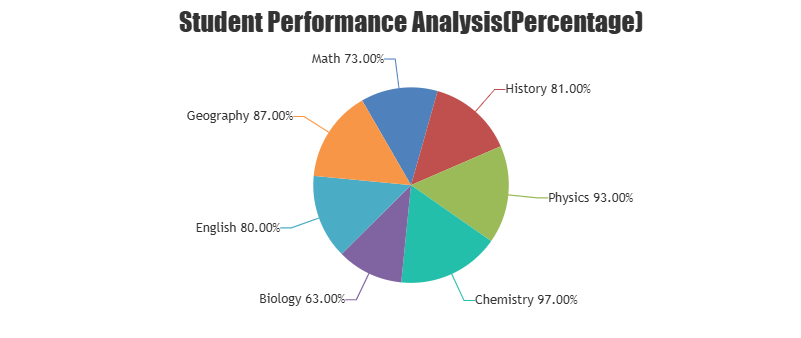 Student Performance Analysis(Percentage)
Math 73.00%
History 81.00%
Geography 87.00%
Physics 93.00%
English 80.00%
Biology 63.00%
Chemistry 97.00%